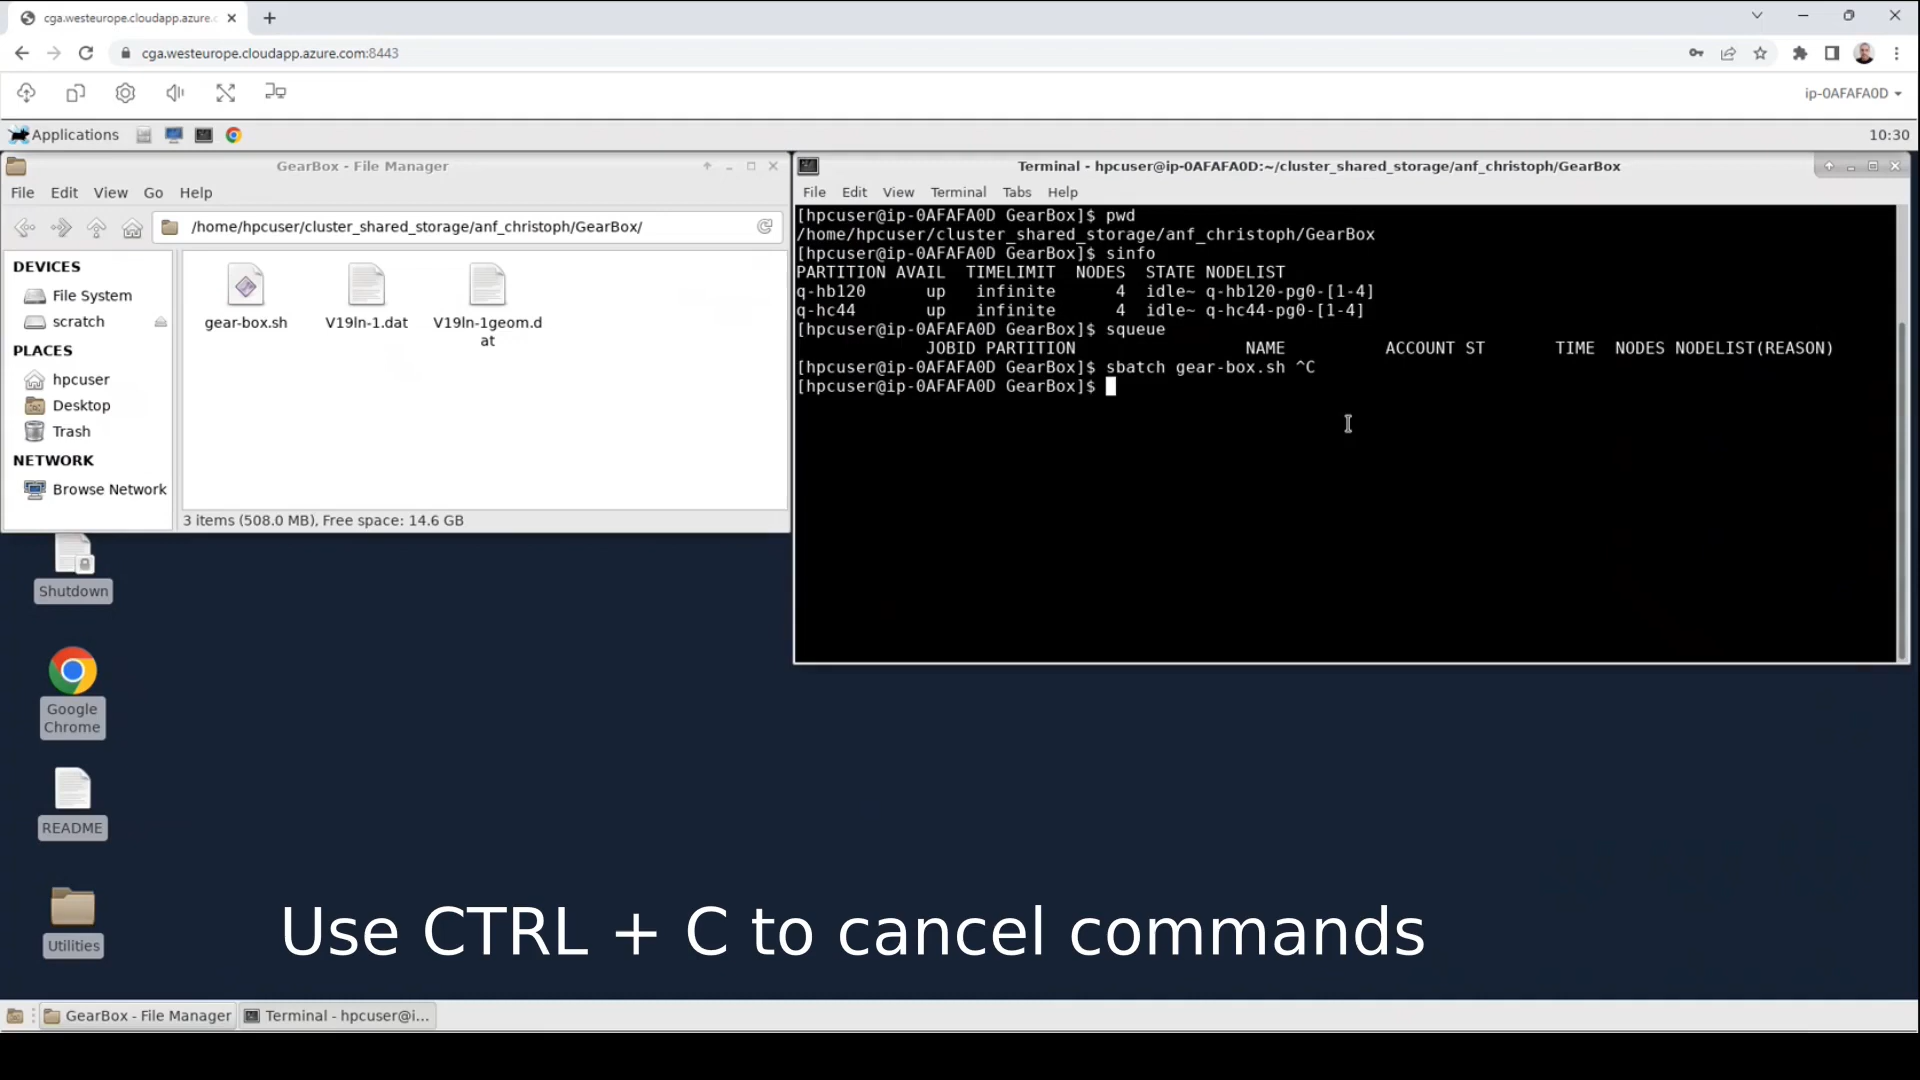 cga.westeurope.cloudapp.azure.c
cga.westeurope.cloudapp.azure.com:8443
ip-0AFAFA0D
Applications
10:30
GearBox - File Manager
File Edit View Go Help
/home/hpcuser/cluster_shared_storage/anf_christoph/GearBox/
DEVICES
File System
scratch
PLACES
hpcuser
Desktop
Trash
NETWORK
Browse Network
gear-box.sh
V19ln-1.dat
V19ln-1geom.d
at
3 items (508.0 MB), Free space: 14.6 GB
Terminal - hpcuser@ip-0AFAFA0D:~/cluster_shared_storage/anf_christoph/GearBox
File Edit View Terminal Tabs Help
[hpcuser@ip-0AFAFA0D GearBox]$ pwd
/home/hpcuser/cluster_shared_storage/anf_christoph/GearBox
[hpcuser@ip-0AFAFA0D GearBox]$ sinfo
PARTITION AVAIL TIMELIMIT NODES STATE NODELIST
q-hb120 up infinite 4 idle~ q-hb120-pg0-[1-4]
q-hc44 up infinite 4 idle~ q-hc44-pg0-[1-4]
[hpcuser@ip-0AFAFA0D GearBox]$ squeue
JOBID PARTITION NAME ACCOUNT ST TIME NODES NODELIST(REASON)
[hpcuser@ip-0AFAFA0D GearBox]$ sbatch gear-box.sh ^C
[hpcuser@ip-0AFAFA0D GearBox]$
Shutdown
Google
Chrome
README
Utilities
Use CTRL + C to cancel commands
GearBox - File Manager
Terminal - hpcuser@i...